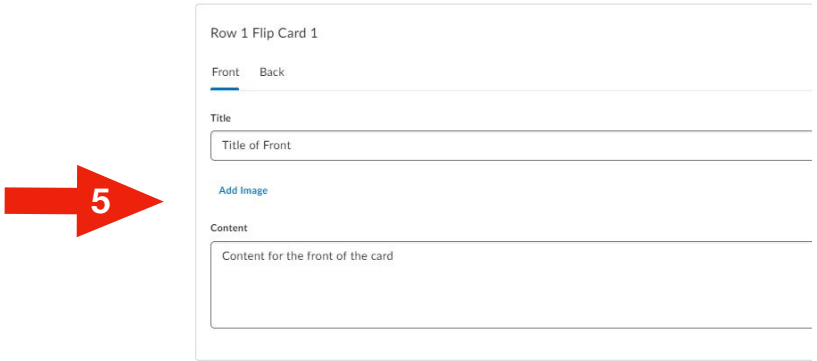 Row 1 Flip Card 1
Front Back
Title
Title of Front
Add Image
5
Content
Content for the front of the card